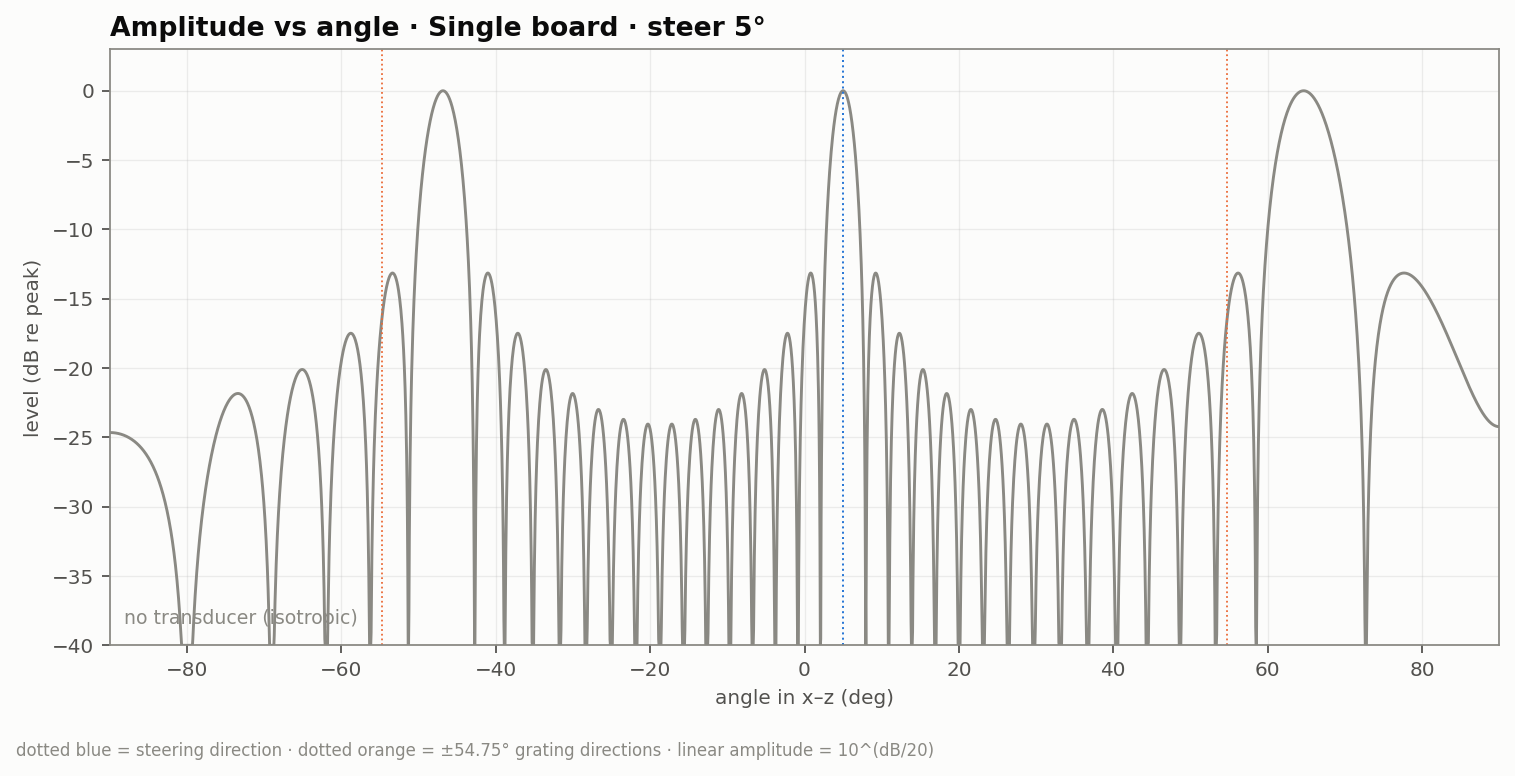 Amplitude vs angle · Single board · steer 5°
0
−5
−10
−15
−20
−25
−30
−35
−40
level (dB re peak)
no transducer (isotropic)
−80 −60 −40 −20 0 20 40 60 80
angle in x–z (deg)
dotted blue = steering direction · dotted orange = ±54.75° grating directions · linear amplitude = 10^(dB/20)